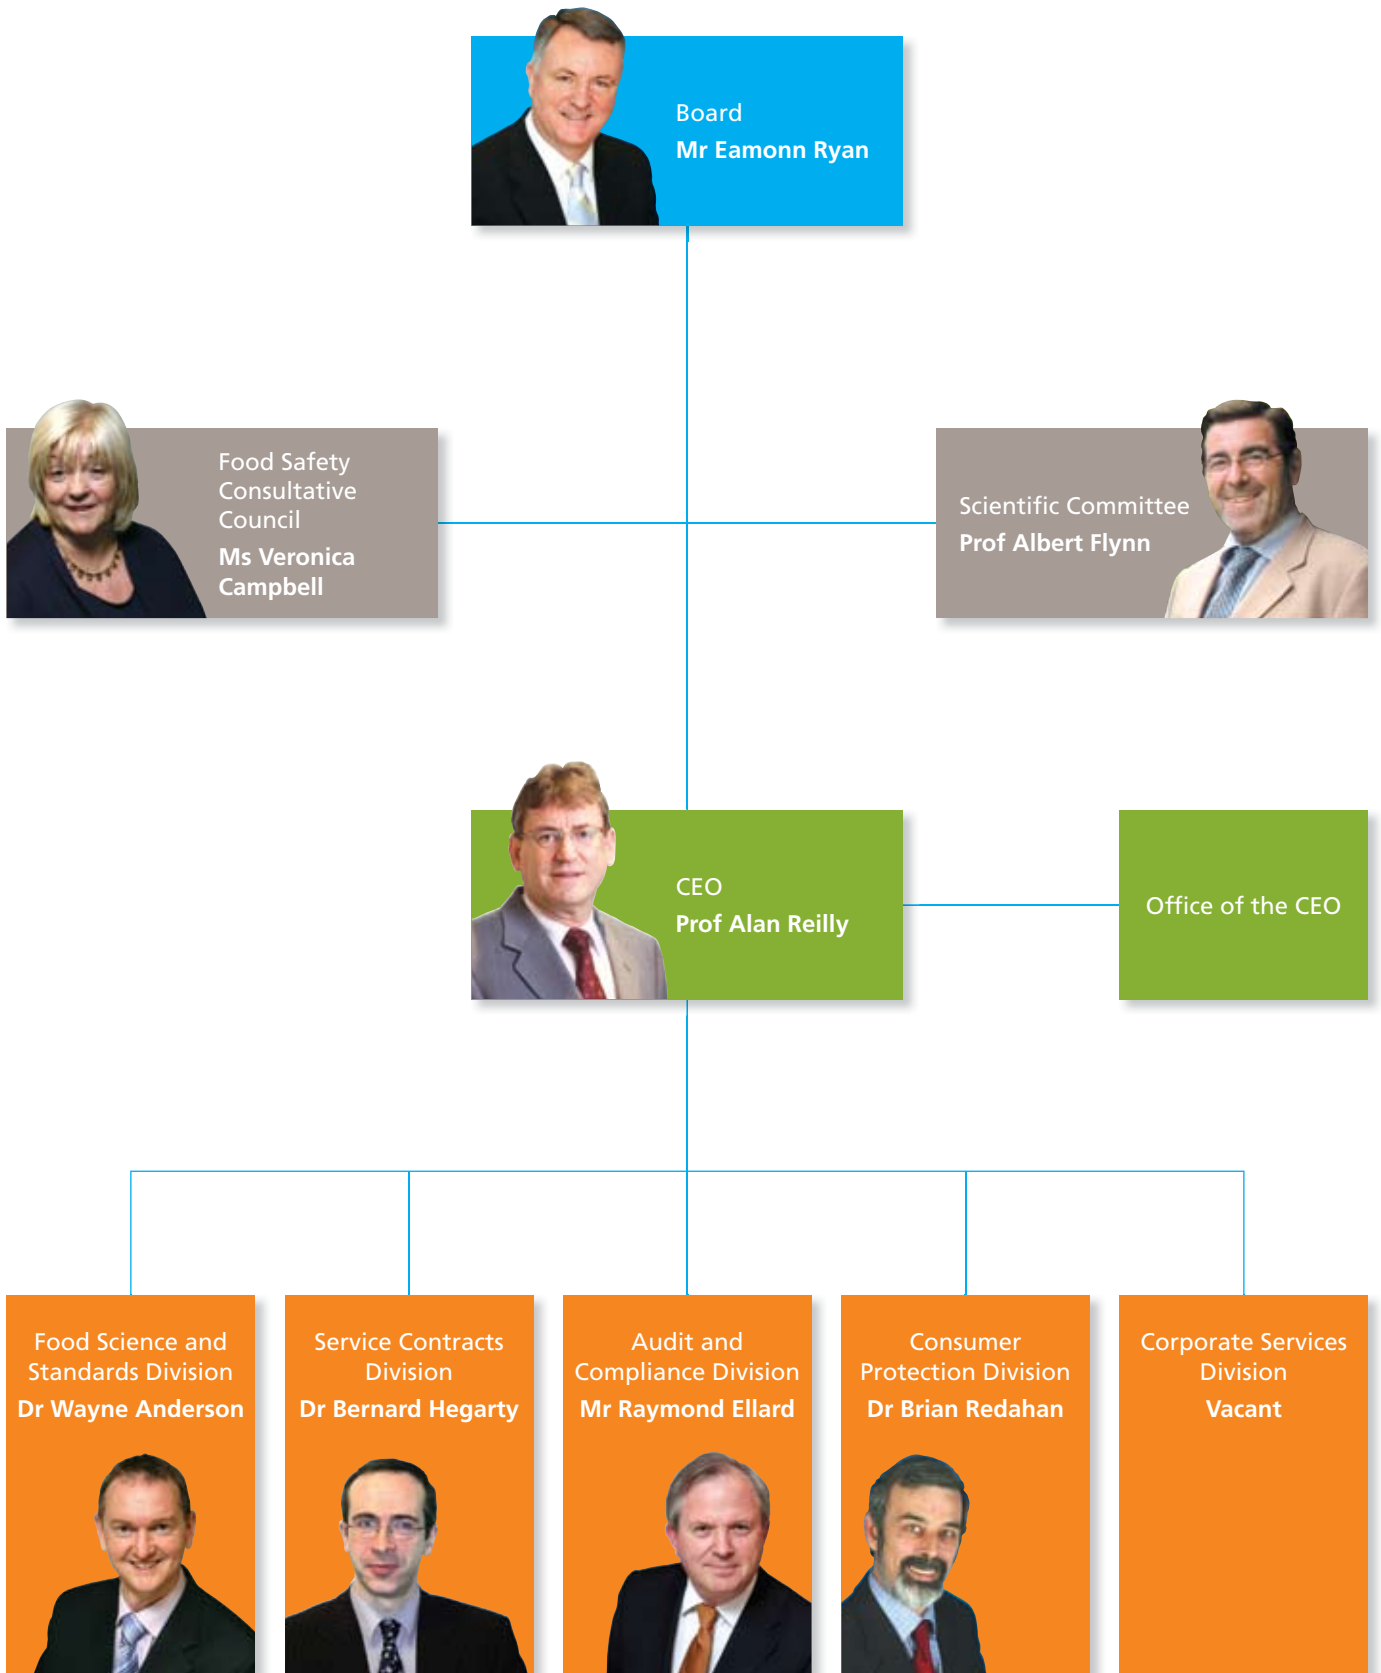 Board
Mr Eamonn Ryan
Food Safety
Consultative
Council
Ms Veronica
Campbell
Scientific Committee
Prof Albert Flynn
CEO
Prof Alan Reilly
Office of the CEO
Food Science and
Standards Division
Dr Wayne Anderson
Service Contracts
Division
Dr Bernard Hegarty
Audit and
Compliance Division
Mr Raymond Ellard
Consumer
Protection Division
Dr Brian Redahan
Corporate Services
Division
Vacant